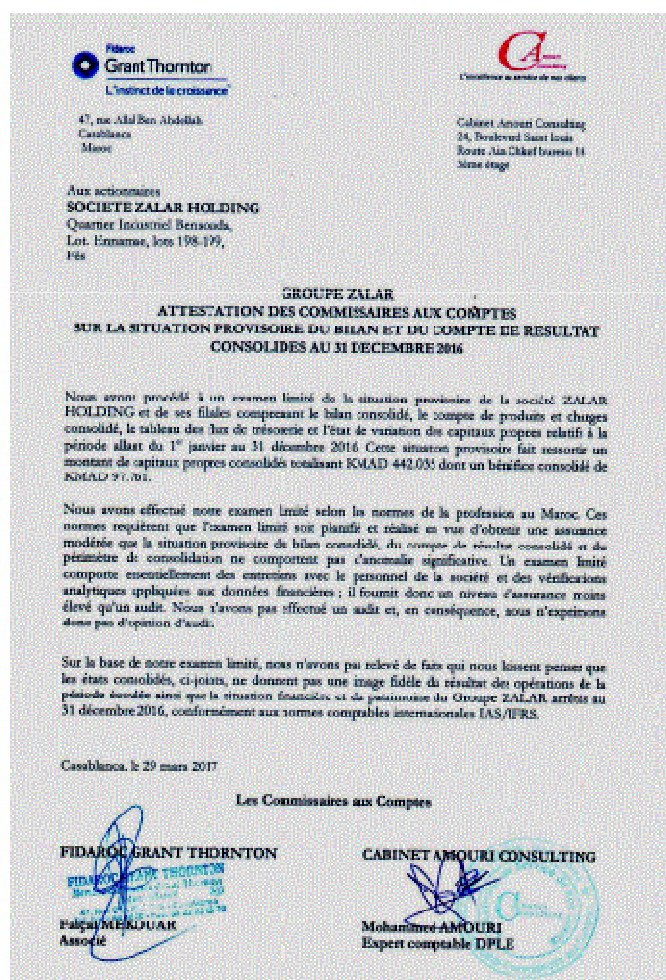 Fidaroc
Grant Thornton
L'instinct de la croissance
47, rue Allal Ben Abdellah
Casablanca
Maroc
CA
Amouri
Consulting
L'excellence au service de nos clients
Cabinet Amouri Consulting
24, Boulevard Saint louis
Route Ain Chkef bureau
3ème étage
Aux actionnaires
SOCIETE ZALAR HOLDING
Quartier Industriel Bensouda,
Lot. Ennamae, lots 198-199,
Fès
GROUPE ZALAR
ATTESTATION DES COMMISSAIRES AUX COMPTES
SUR LA SITUATION PROVISOIRE DU BILAN ET DU COMPTE DE RESULTAT
CONSOLIDES AU 31 DECEMBRE 2016
Nous avons procédé à un examen limité de la situation provisoire de la société ZALAR
HOLDING et de ses filiales comprenant le bilan consolidé, le compte de produits et charges
consolidé, le tableau des flux de trésorerie et l'état de variation des capitaux propres relatifs à la
période allant du 1er janvier au 31 décembre 2016. Cette situation provisoire fait ressortir un
montant de capitaux propres consolidés totalisant KMAD 442.035 dont un bénéfice consolidé de
KMAD
Nous avons effectué notre examen limité selon les normes de la profession au Maroc. Ces
normes requièrent que l'examen limité soit planifié et réalisé en vue d'obtenir une assurance
modérée que la situation provisoire de bilan consolidé, du compte de résultat consolidé et du
périmètre de consolidation ne comportent pas d'anomalie significative. Un examen limité
comporte essentiellement des entretiens avec le personnel de la société et des vérifications
analytiques appliquées aux données financières ; il fournit donc un niveau d'assurance moins
élevé qu'un audit. Nous n'avons pas effectué un audit et, en conséquence, nous n'exprimons
donc pas d'opinion d'audit.
Sur la base de notre examen limité, nous n'avons pas relevé de faits qui nous laissent penser que
les états consolidés, ci-joints, ne donnent pas une image fidèle du résultat des opérations de la
période écoulée ainsi que la situation financière et du patrimoine du Groupe ZALAR arrêtés au
31 décembre 2016, conformément aux normes comptables internationales IAS/IFRS.
Casablanca, le 29 mars 2017
Les Commissaires aux Comptes
FIDAROC GRANT THORNTON
CABINET AMOURI CONSULTING
FIDAROC GRANT THORNTON
Faïçal MEKOUAR
Associé
Mohammed AMOURI
Expert comptable DPLE